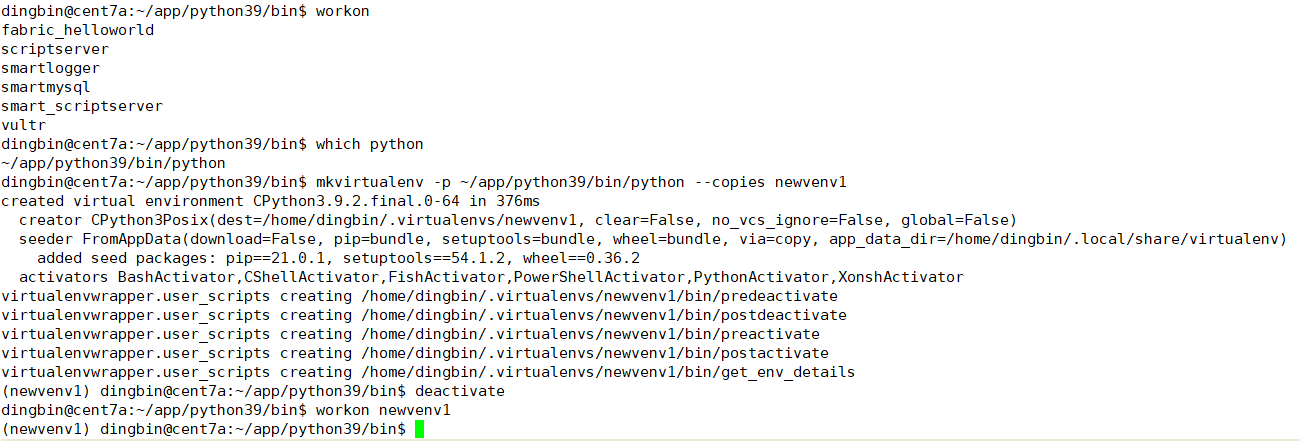 dingbin@cent7a:~/app/python39/bin$ workon
fabric_helloworld
scriptserver
smartlogger
smartmysql
smart_scriptserver
vultr
dingbin@cent7a:~/app/python39/bin$ which python
~/app/python39/bin/python
dingbin@cent7a:~/app/python39/bin$ mkvirtualenv -p ~/app/python39/bin/python --copies newvenv1
created virtual environment CPython3.9.2.final.0-64 in 376ms
  creator CPython3Posix(dest=/home/dingbin/.virtualenvs/newvenv1, clear=False, no_vcs_ignore=False, global=False)
  seeder FromAppData(download=False, pip=bundle, setuptools=bundle, wheel=bundle, via=copy, app_data_dir=/home/dingbin/.local/share/virtualenv)
    added seed packages: pip==21.0.1, setuptools==54.1.2, wheel==0.36.2
  activators BashActivator,CShellActivator,FishActivator,PowerShellActivator,PythonActivator,XonshActivator
virtualenvwrapper.user_scripts creating /home/dingbin/.virtualenvs/newvenv1/bin/predeactivate
virtualenvwrapper.user_scripts creating /home/dingbin/.virtualenvs/newvenv1/bin/postdeactivate
virtualenvwrapper.user_scripts creating /home/dingbin/.virtualenvs/newvenv1/bin/preactivate
virtualenvwrapper.user_scripts creating /home/dingbin/.virtualenvs/newvenv1/bin/postactivate
virtualenvwrapper.user_scripts creating /home/dingbin/.virtualenvs/newvenv1/bin/get_env_details
(newvenv1) dingbin@cent7a:~/app/python39/bin$ deactivate
dingbin@cent7a:~/app/python39/bin$ workon newvenv1
(newvenv1) dingbin@cent7a:~/app/python39/bin$